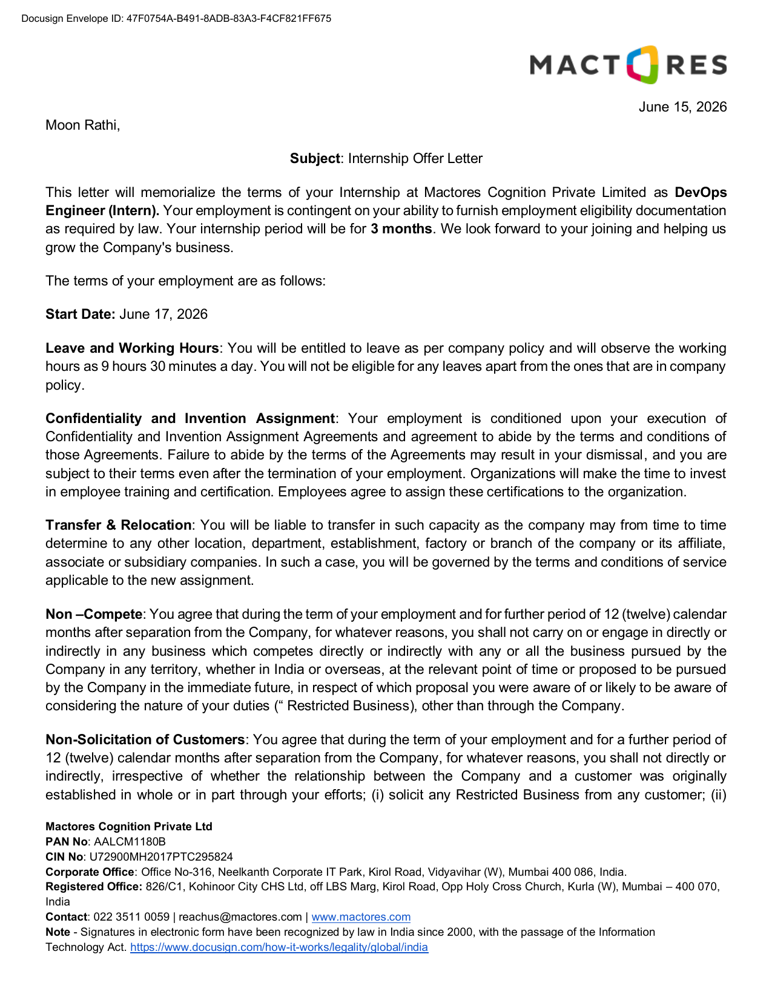 Docusign Envelope ID: 47F0754A-B491-8ADB-83A3-F4CF821FF675
MACTORES
June 15, 2026
Moon Rathi,
Subject: Internship Offer Letter
This letter will memorialize the terms of your Internship at Mactores Cognition Private Limited as DevOps
Engineer (Intern). Your employment is contingent on your ability to furnish employment eligibility documentation
as required by law. Your internship period will be for 3 months. We look forward to your joining and helping us
grow the Company's business.
The terms of your employment are as follows:
Start Date: June 17, 2026
Leave and Working Hours: You will be entitled to leave as per company policy and will observe the working
hours as 9 hours 30 minutes a day. You will not be eligible for any leaves apart from the ones that are in company
policy.
Confidentiality and Invention Assignment: Your employment is conditioned upon your execution of
Confidentiality and Invention Assignment Agreements and agreement to abide by the terms and conditions of
those Agreements. Failure to abide by the terms of the Agreements may result in your dismissal, and you are
subject to their terms even after the termination of your employment. Organizations will make the time to invest
in employee training and certification. Employees agree to assign these certifications to the organization.
Transfer & Relocation: You will be liable to transfer in such capacity as the company may from time to time
determine to any other location, department, establishment, factory or branch of the company or its affiliate,
associate or subsidiary companies. In such a case, you will be governed by the terms and conditions of service
applicable to the new assignment.
Non –Compete: You agree that during the term of your employment and for further period of 12 (twelve) calendar
months after separation from the Company, for whatever reasons, you shall not carry on or engage in directly or
indirectly in any business which competes directly or indirectly with any or all the business pursued by the
Company in any territory, whether in India or overseas, at the relevant point of time or proposed to be pursued
by the Company in the immediate future, in respect of which proposal you were aware of or likely to be aware of
considering the nature of your duties (“ Restricted Business), other than through the Company.
Non-Solicitation of Customers: You agree that during the term of your employment and for a further period of
12 (twelve) calendar months after separation from the Company, for whatever reasons, you shall not directly or
indirectly, irrespective of whether the relationship between the Company and a customer was originally
established in whole or in part through your efforts; (i) solicit any Restricted Business from any customer; (ii)
Mactores Cognition Private Ltd
PAN No: AALCM1180B
CIN No: U72900MH2017PTC295824
Corporate Office: Office No-316, Neelkanth Corporate IT Park, Kirol Road, Vidyavihar (W), Mumbai 400 086, India.
Registered Office: 826/C1, Kohinoor City CHS Ltd, off LBS Marg, Kirol Road, Opp Holy Cross Church, Kurla (W), Mumbai – 400 070,
India
Contact: 022 3511 0059 | reachus@mactores.com | www.mactores.com
Note - Signatures in electronic form have been recognized by law in India since 2000, with the passage of the Information
Technology Act. https://www.docusign.com/how-it-works/legality/global/india